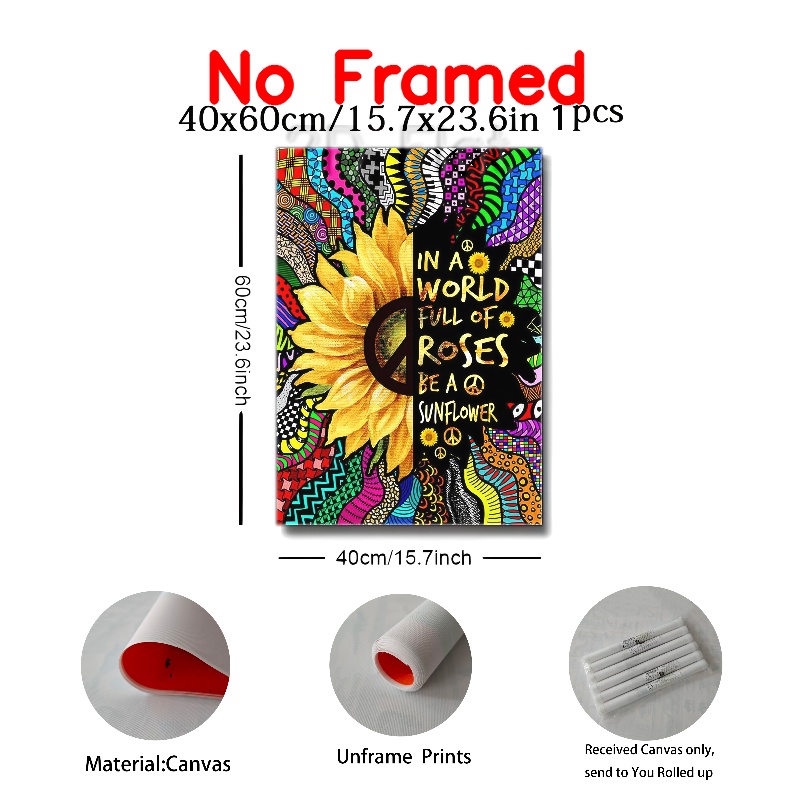 No Framed
40x60cm/15.7x23.6in 1pcs
60cm/23.6inch
IN A
WORLD
FULL OF
ROSES
BE A
SUNFLOWER
40cm/15.7inch
Material:Canvas
Unframe Prints
Received Canvas only,
send to You Rolled up